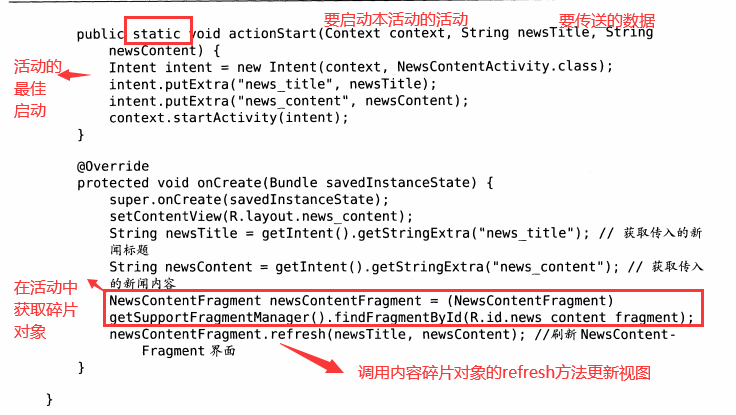 要启动本活动的活动
要传送的数据
public static void actionStart(Context context, String newsTitle, String
newsContent) {
活动的
最佳
启动
Intent intent = new Intent(context, NewsContentActivity.class);
intent.putExtra("news_title", newsTitle);
intent.putExtra("news_content", newsContent);
context.startActivity(intent);
}
@Override
protected void onCreate(Bundle savedInstanceState) {
super.onCreate(savedInstanceState);
setContentView(R.layout.news_content);
String newsTitle = getIntent().getStringExtra("news_title"); // 获取传入的新
闻标题
String newsContent = getIntent().getStringExtra("news_content"); // 获取传入
的新闻内容
在活动中
获取碎片
对象
NewsContentFragment newsContentFragment = (NewsContentFragment)
getSupportFragmentManager().findFragmentById(R.id.news_content_fragment);
newsContentFragment.refresh(newsTitle, newsContent); //刷新 NewsContent-
Fragment 界面
}
调用内容碎片对象的refresh方法更新视图
}